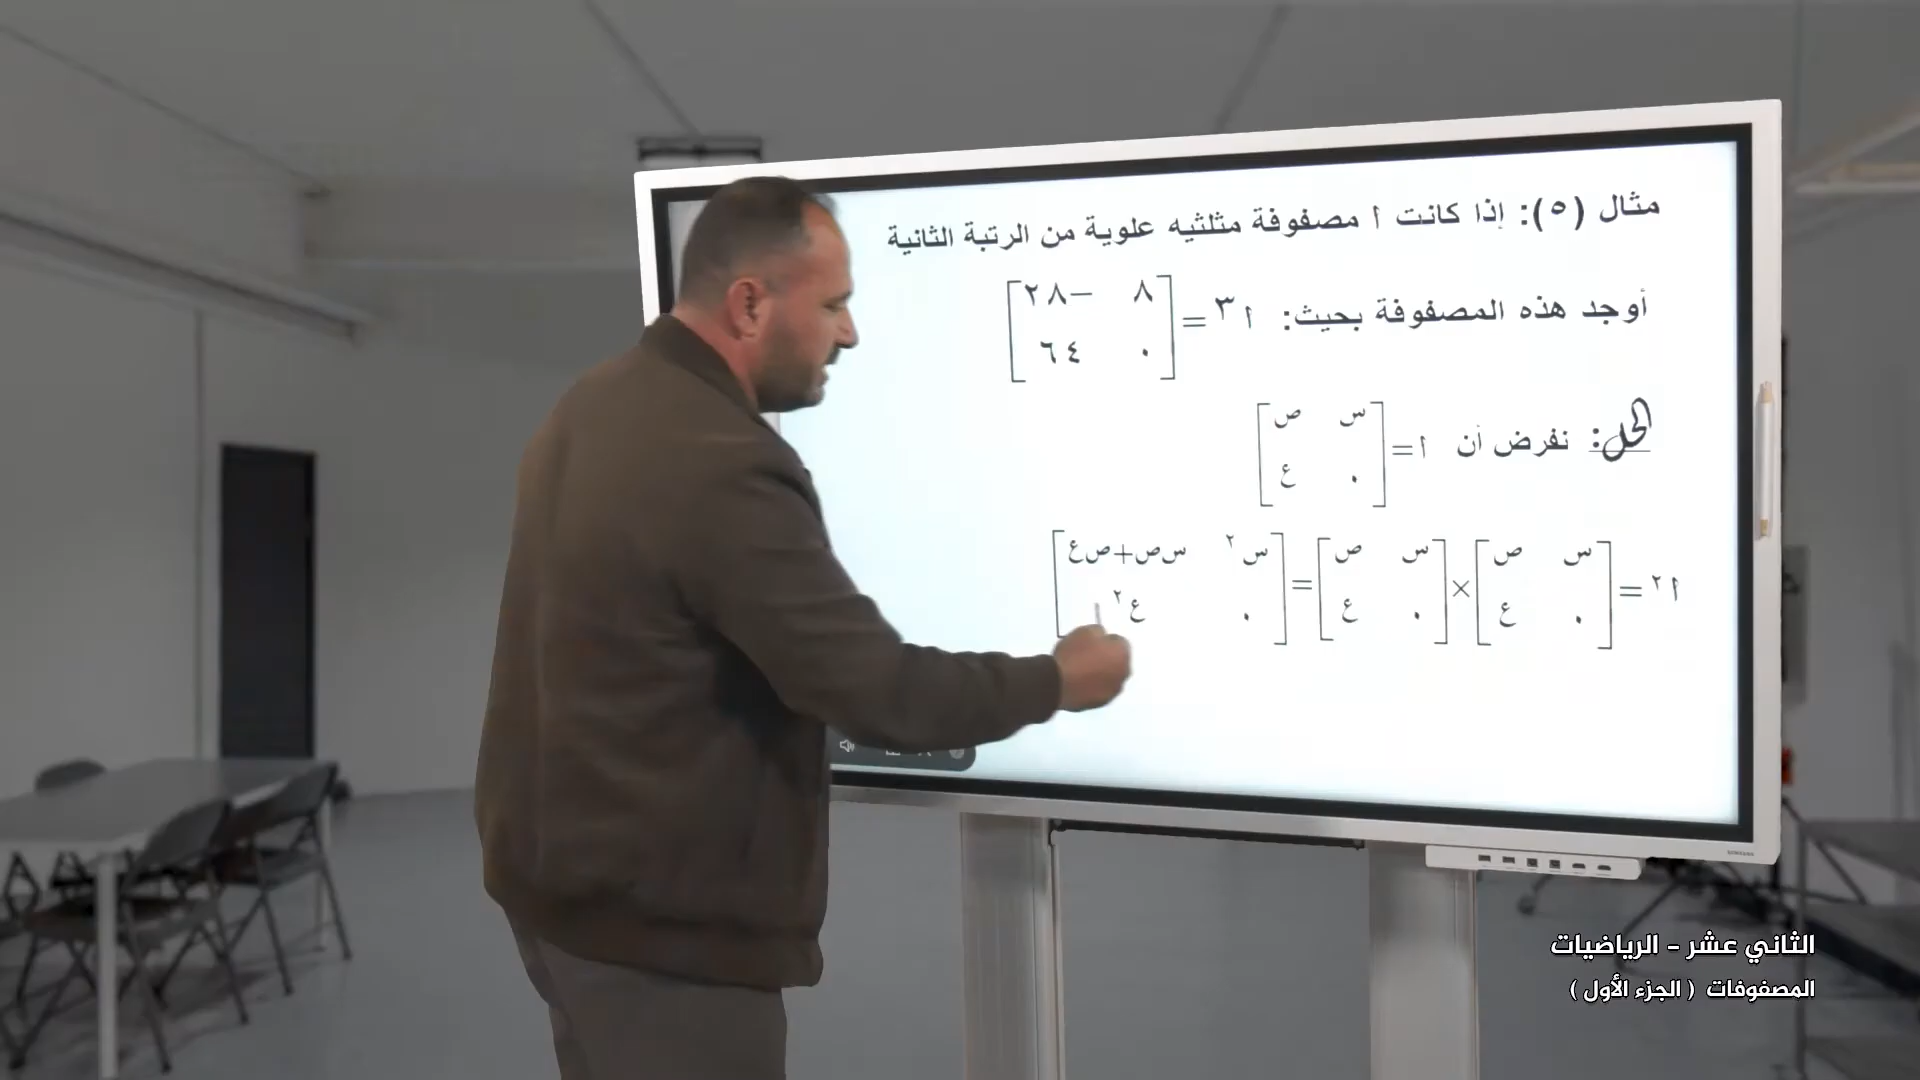 مثال (٥): إذا كانت أ مصفوفة مثلثيه علوية من الرتبة الثانية
أوجد هذه المصفوفة بحيث: أ٣ = [٨ −٢٨
٠ ٦٤]
الحل: نفرض أن أ = [س ص
٠ ع]
أ٢ = [س ص × [س ص = [س٢ س ص+ص ع
٠ ع] ٠ ع] ٠ ع٢
SAMSUNG
الثاني عشر - الرياضيات
المصفوفات ( الجزء الأول )